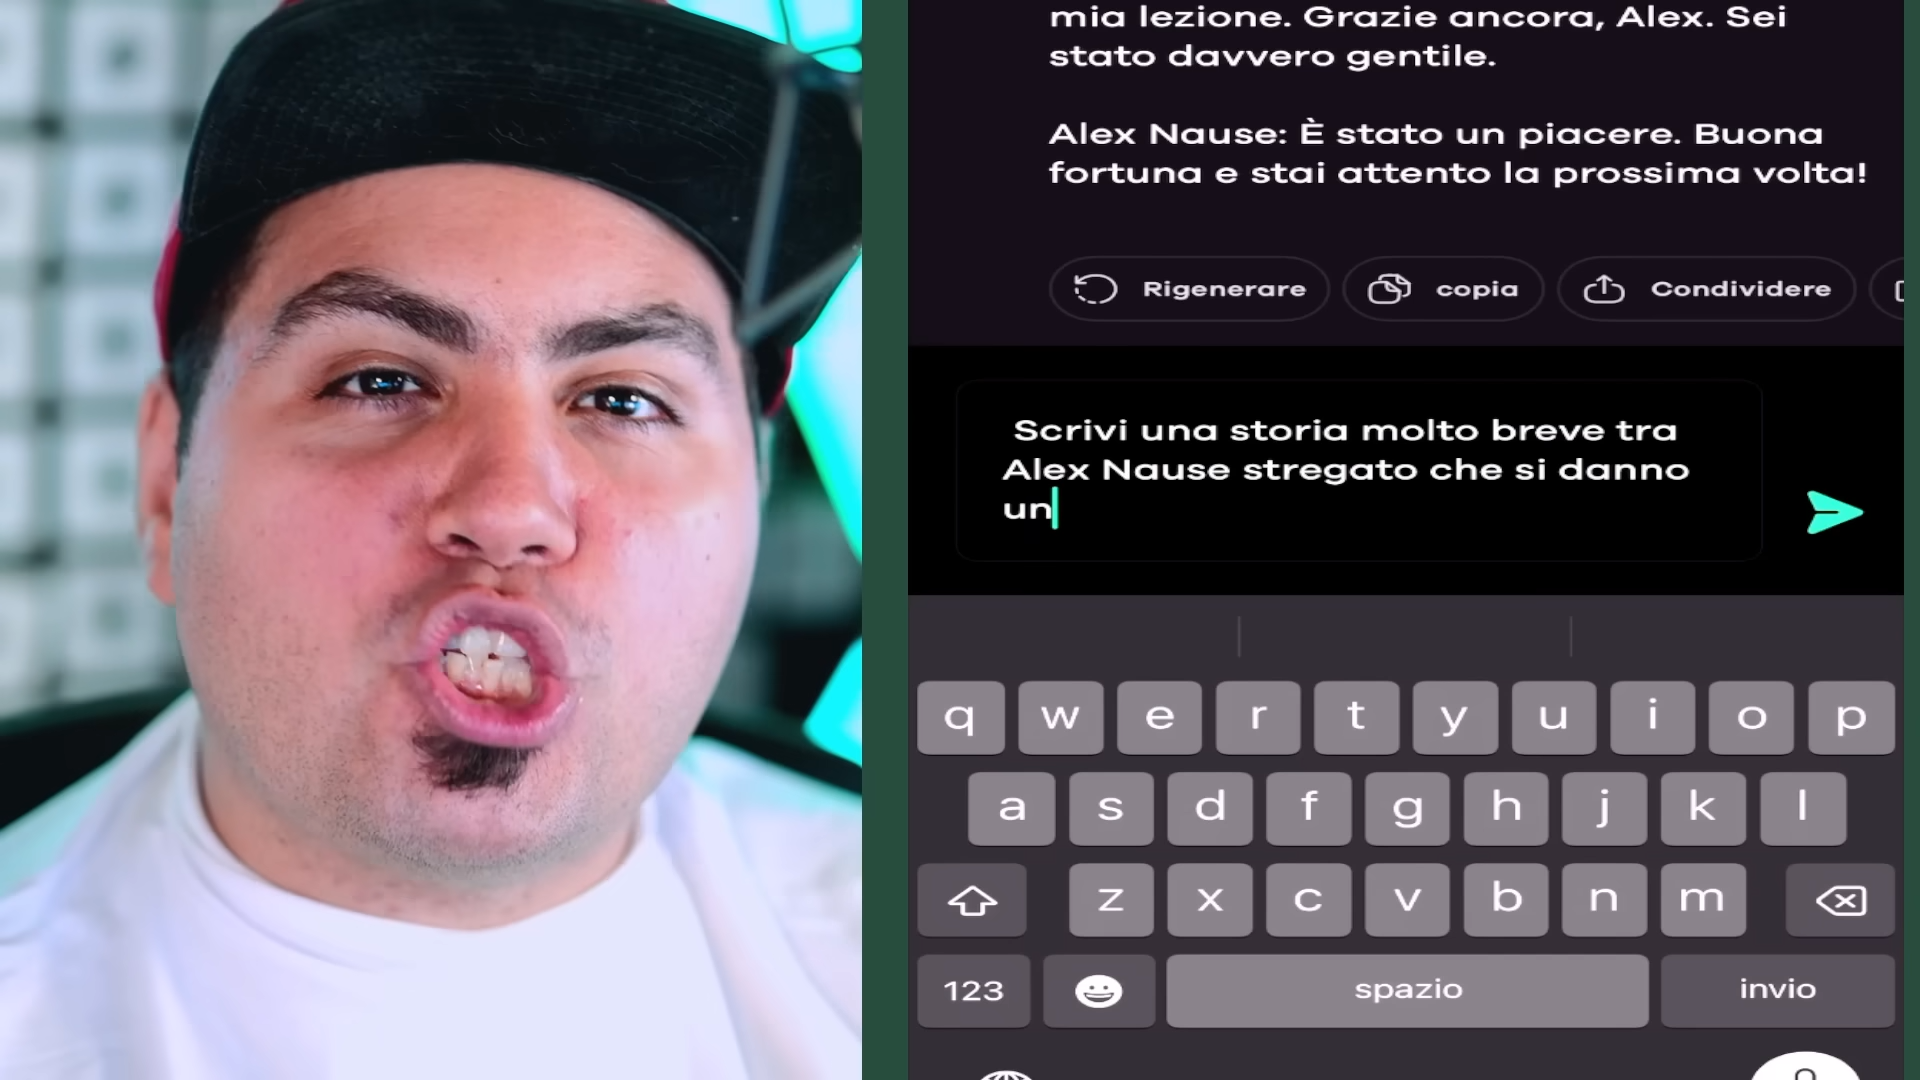 mia lezione. Grazie ancora, Alex. Sei
stato davvero gentile.
Alex Nause: È stato un piacere. Buona
fortuna e stai attento la prossima volta!
Rigenerare copia Condividere
Scrivi una storia molto breve tra
Alex Nause stregato che si danno
un
q w e r t y u i o p
a s d f g h j k l
z x c v b n m
123 spazio invio